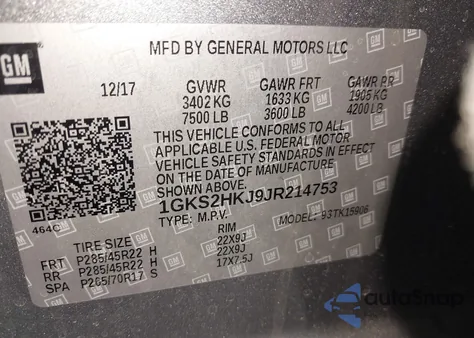 GM
MFD BY GENERAL MOTORS LLC
12/17 GVWR GAWR FRT GAWR RR
3402 KG 1633 KG 1905 KG
7500 LB 3600 LB 4200 LB
THIS VEHICLE CONFORMS TO ALL
APPLICABLE U.S. FEDERAL MOTOR
VEHICLE SAFETY STANDARDS IN EFFECT
ON THE DATE OF MANUFACTURE
SHOWN ABOVE.
1GKS2HKJ9JR214753
TYPE: M.P.V. MODEL: 93TK15906
464C
TIRE SIZE RIM
FRT P285/45R22 H 22X9J
RR P285/45R22 H 22X9J
SPA P265/70R17 S 17X7.5J
autoSnap